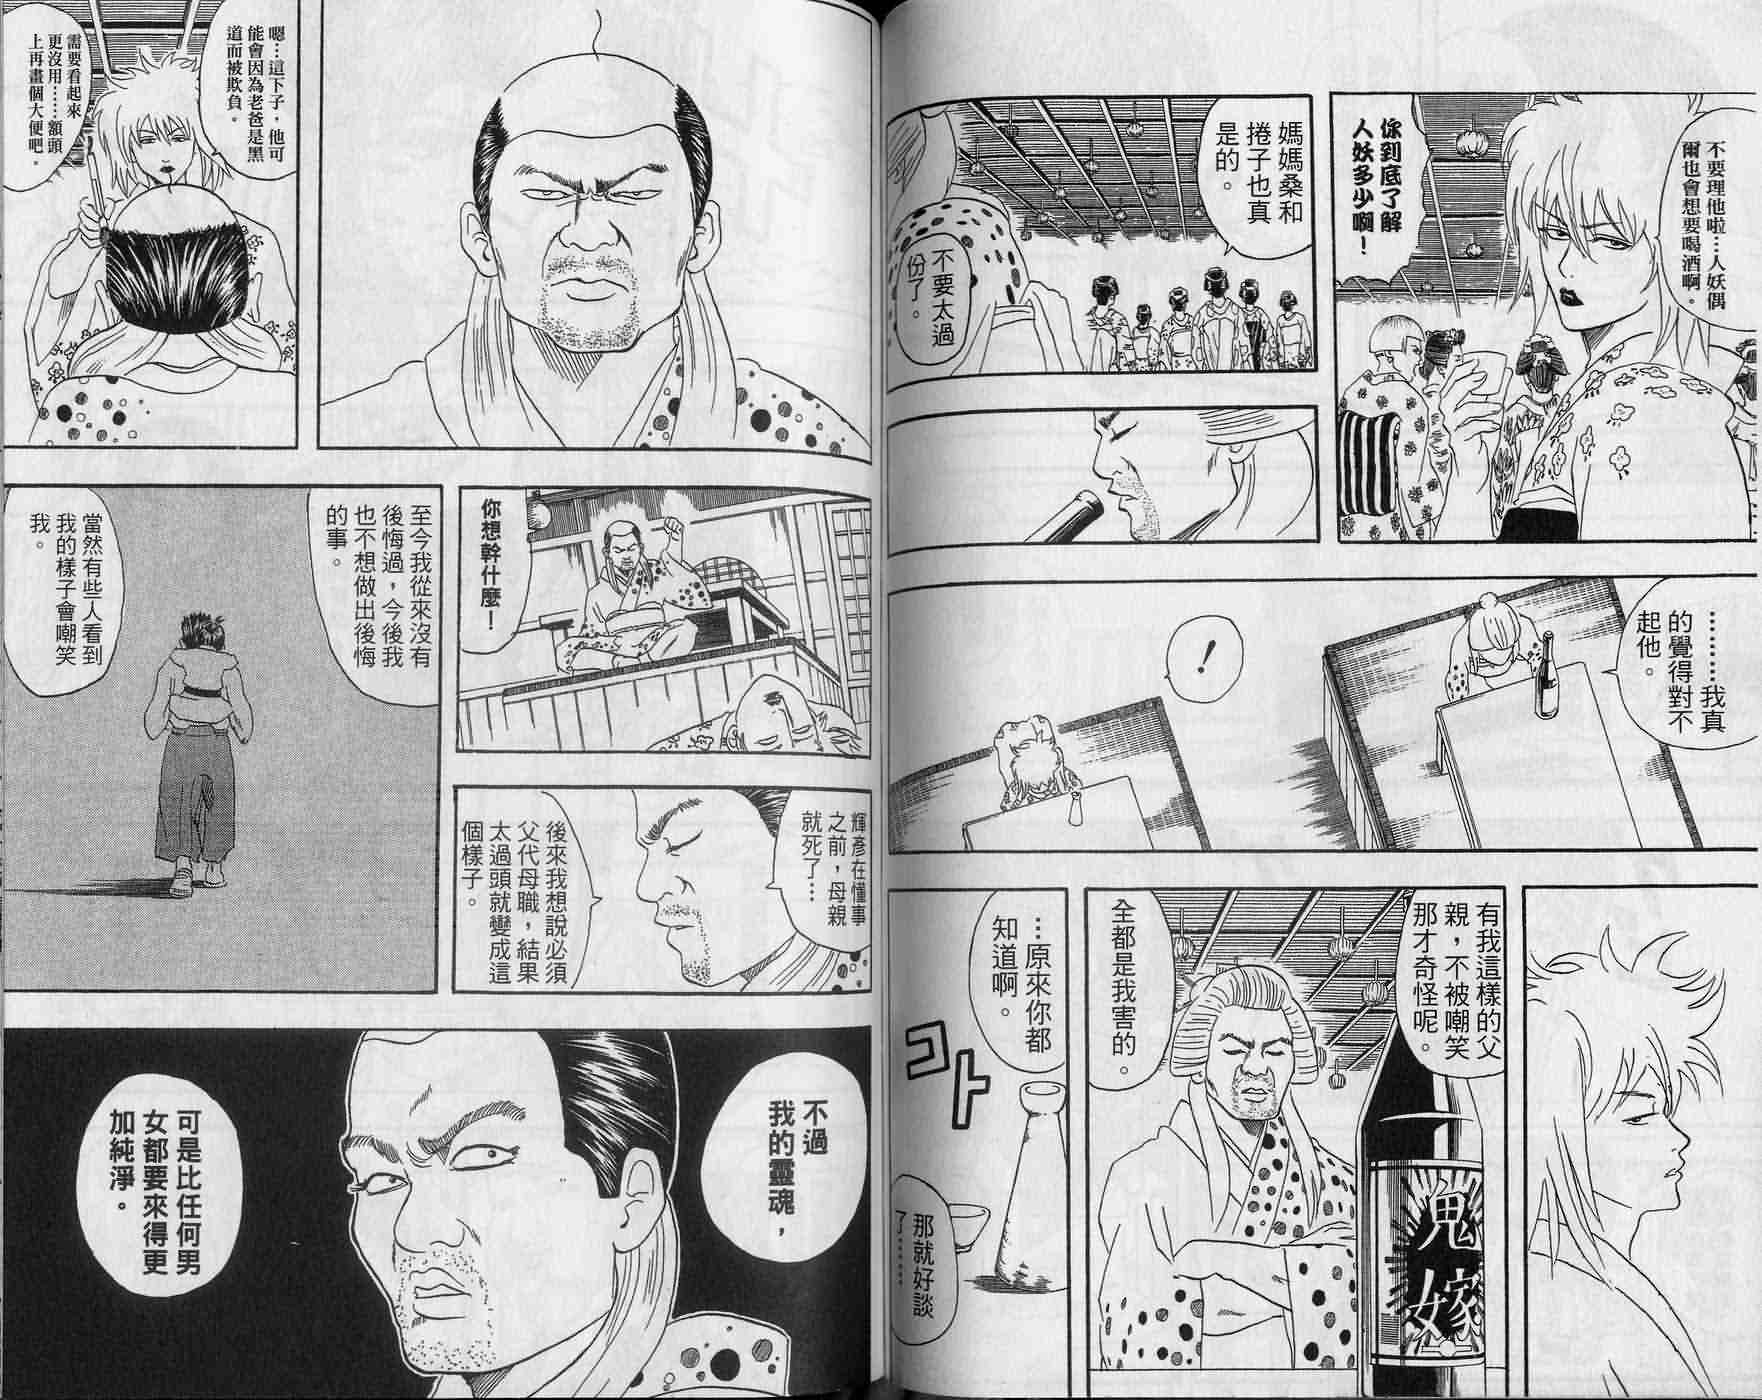 不要理他啦…人妖偶
爾也會想要喝酒啊。
你到底了解
人妖多少啊！
媽媽桑和
捲子也真
是的。
不要太過
份了。
………我真
的覺得對不
起他。
！
有我這樣的父
親，不被嘲笑
那才奇怪呢。
鬼嫁
全都是我害的。
…原來你都
知道啊。
コト
那就好談
了……
嗯…這下子，他可
能會因為老爸是黑
道而被欺負。
需要看起來
更沒用……額頭
上再畫個大便吧。
你想幹什麼！
至今我從來沒有
後悔過，今後我
也不想做出後悔
的事。
當然有些人看到
我的樣子會嘲笑
我。
輝彥在懂事
之前，母親
就死了…
後來我想說必須
父代母職，結果
太過頭就變成這
個樣子。
不過
我的靈魂，
可是比任何男
女都要來得更
加純淨。